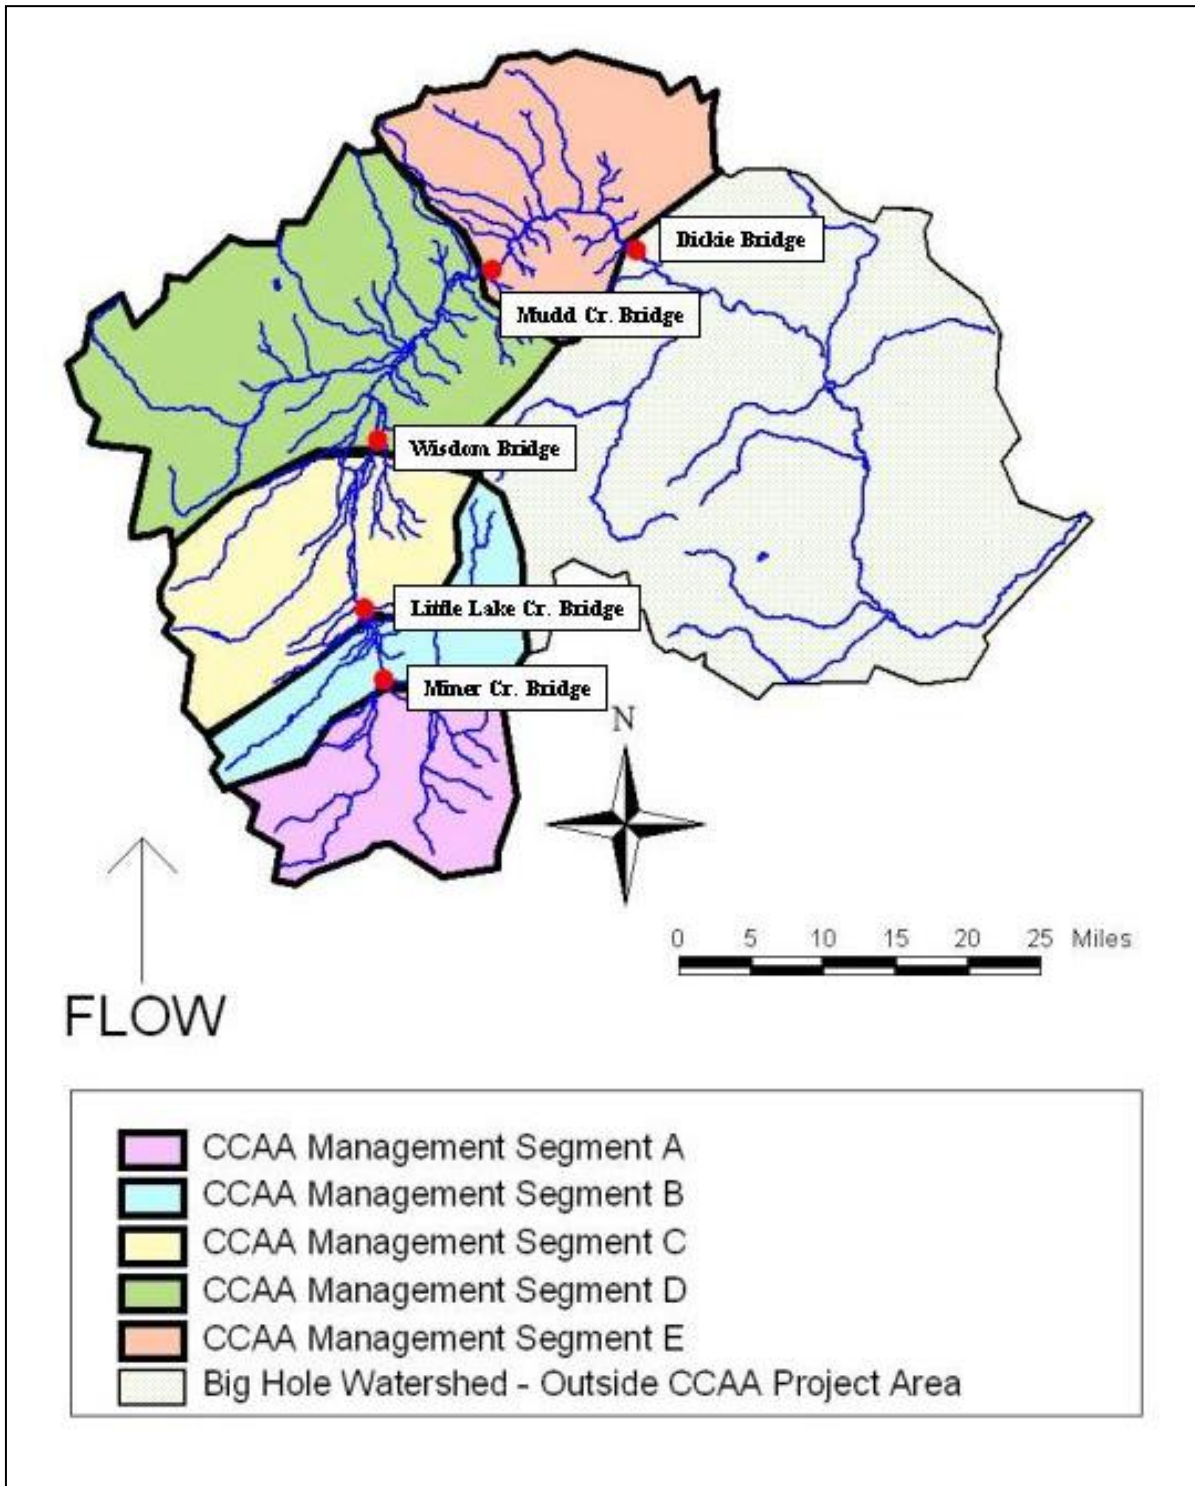 Dickie Bridge
Mudd Cr. Bridge
Wisdom Bridge
Little Lake Cr. Bridge
Miner Cr. Bridge
N
0 5 10 15 20 25 Miles
FLOW
CCAA Management Segment A
CCAA Management Segment B
CCAA Management Segment C
CCAA Management Segment D
CCAA Management Segment E
Big Hole Watershed - Outside CCAA Project Area